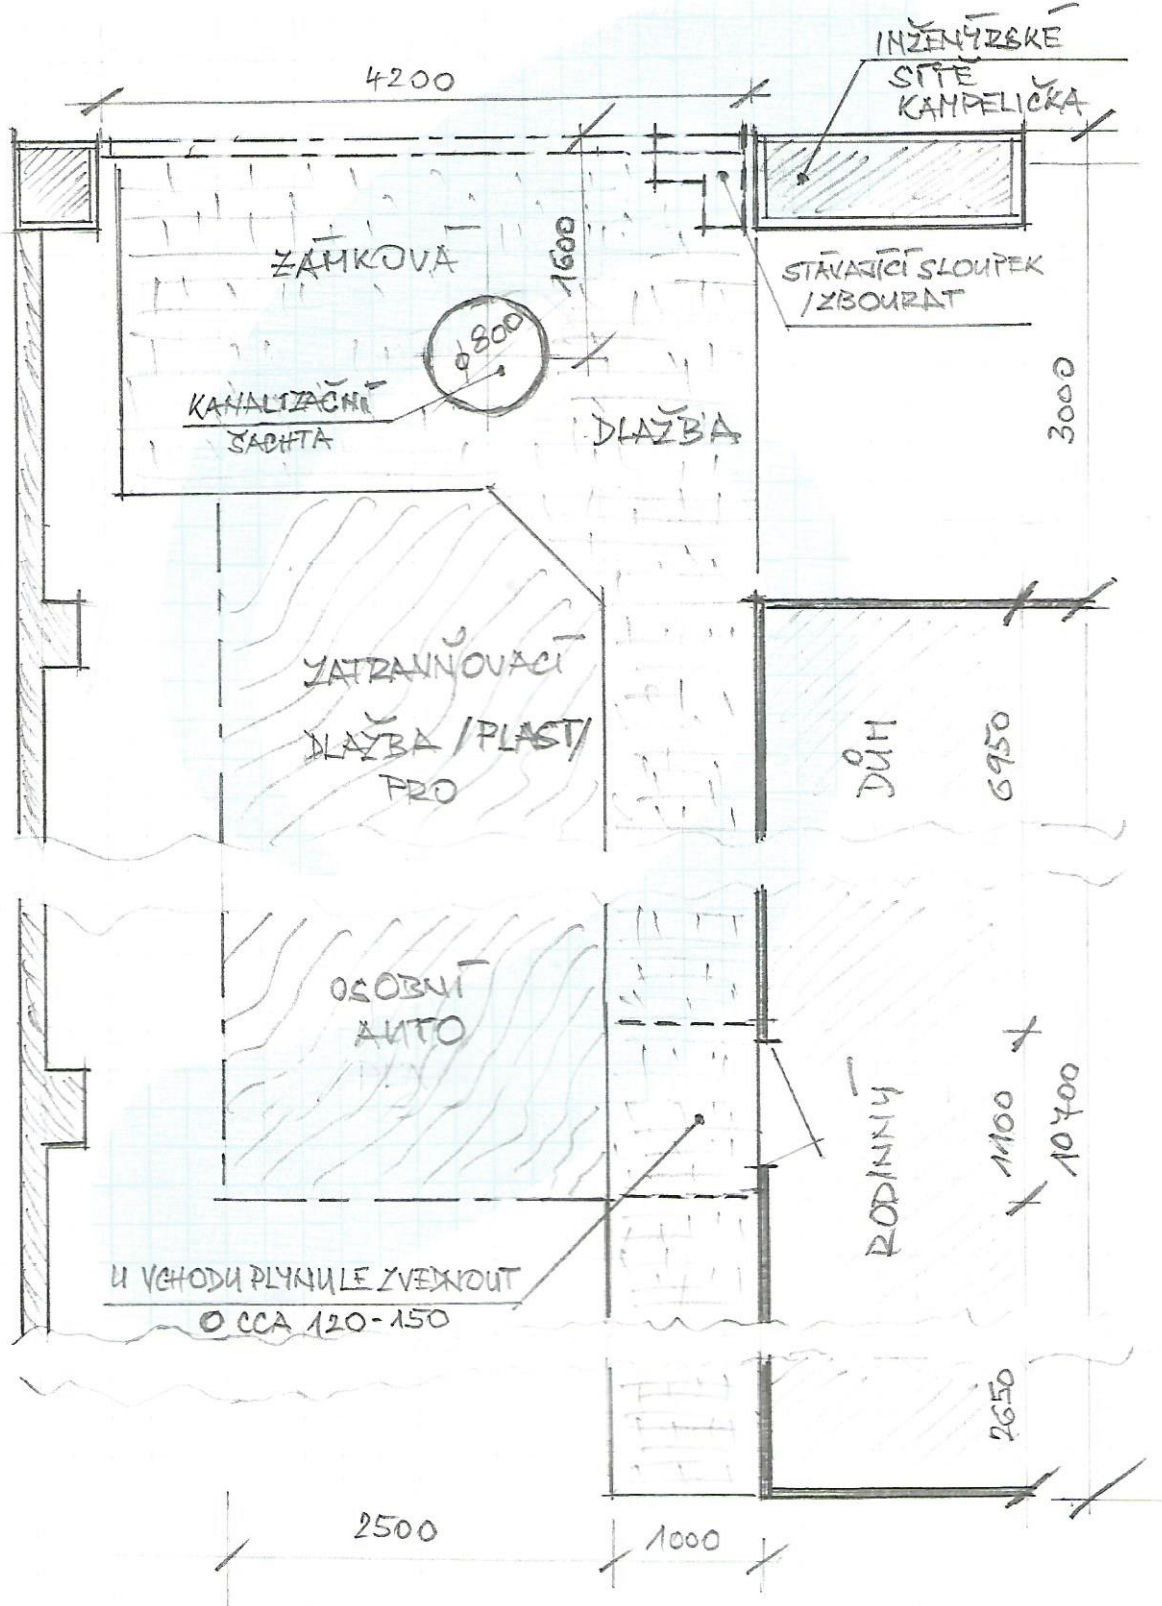 INŽENÝRSKÉ
SÍTĚ
KAMPELIČKA
4200
ZÁMKOVÁ
1600
STÁVAJÍCÍ SLOUPEK
/ZBOURAT
ϕ800
KANALIZAČNÍ
ŠACHTA
DLAŽBA
3000
ZATRAVŇOVACÍ
DLAŽBA /PLAST/
PRO
DŮM
6950
OSOBNÍ
AUTO
RODINNÝ
1100
10700
U VCHODU PLYNULE ZVEDNOUT
O CCA 120-150
2650
2500
1000